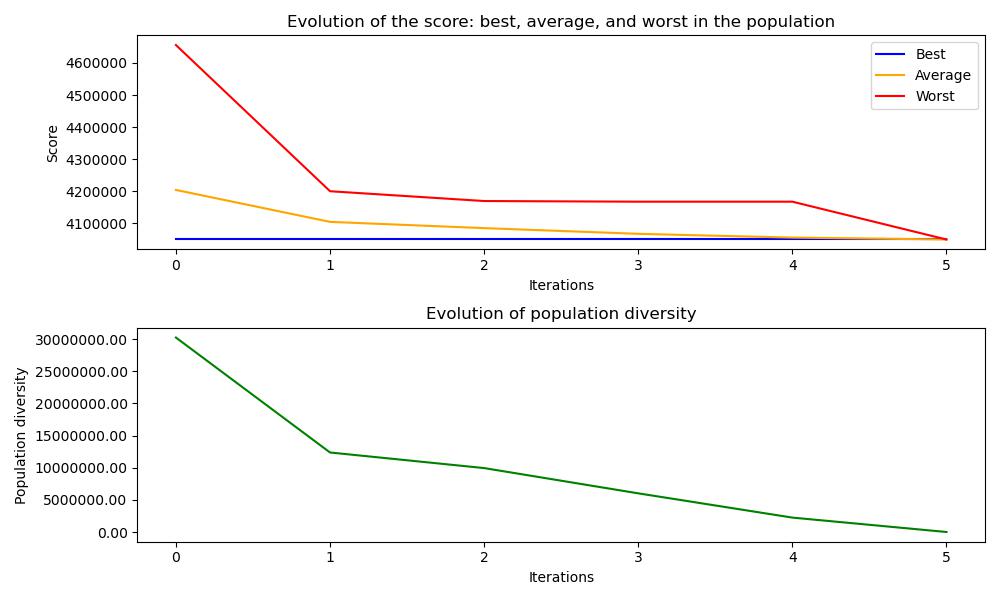 Evolution of the score: best, average, and worst in the population
Score
4600000
4500000
4400000
4300000
4200000
4100000
Best
Average
Worst
0 1 2 3 4 5
Iterations
Evolution of population diversity
Population diversity
30000000.00
25000000.00
20000000.00
15000000.00
10000000.00
5000000.00
0.00
0 1 2 3 4 5
Iterations